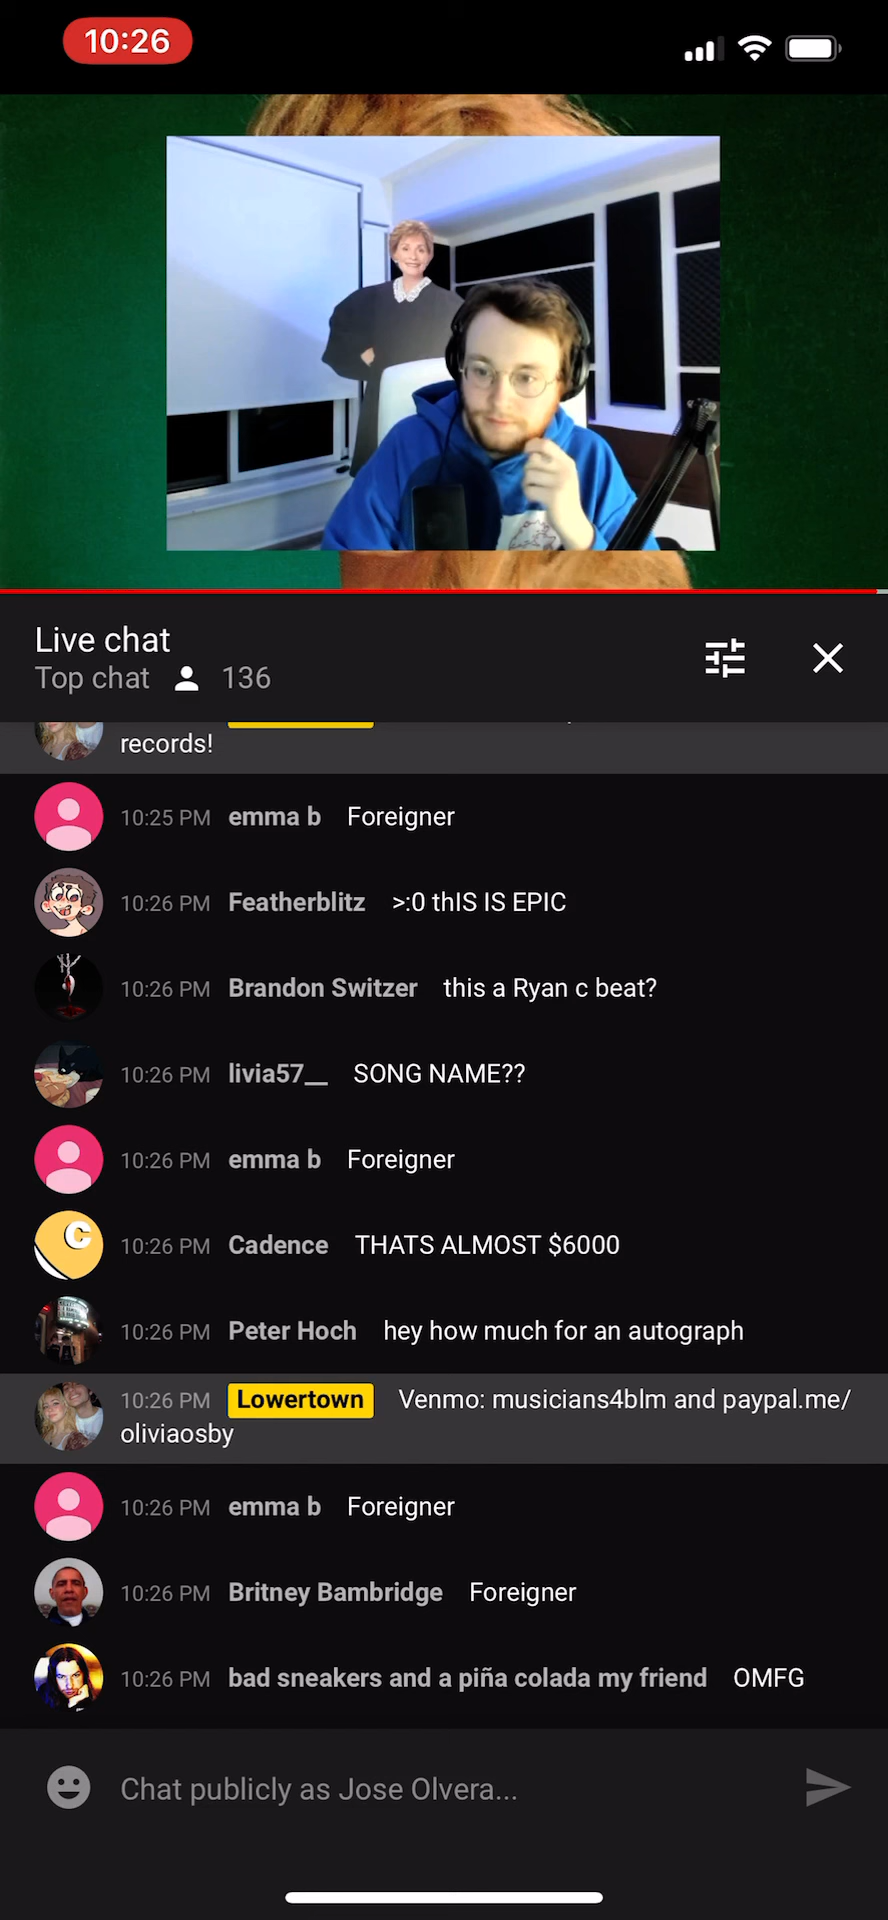 10:26
Live chat
Top chat 136
records!
10:25 PM emma b Foreigner
10:26 PM Featherblitz >:0 thIS IS EPIC
10:26 PM Brandon Switzer this a Ryan c beat?
10:26 PM livia57__ SONG NAME??
10:26 PM emma b Foreigner
10:26 PM Cadence THATS ALMOST $6000
10:26 PM Peter Hoch hey how much for an autograph
10:26 PM Lowertown Venmo: musicians4blm and paypal.me/
oliviaosby
10:26 PM emma b Foreigner
10:26 PM Britney Bambridge Foreigner
10:26 PM bad sneakers and a piña colada my friend OMFG
Chat publicly as Jose Olvera...